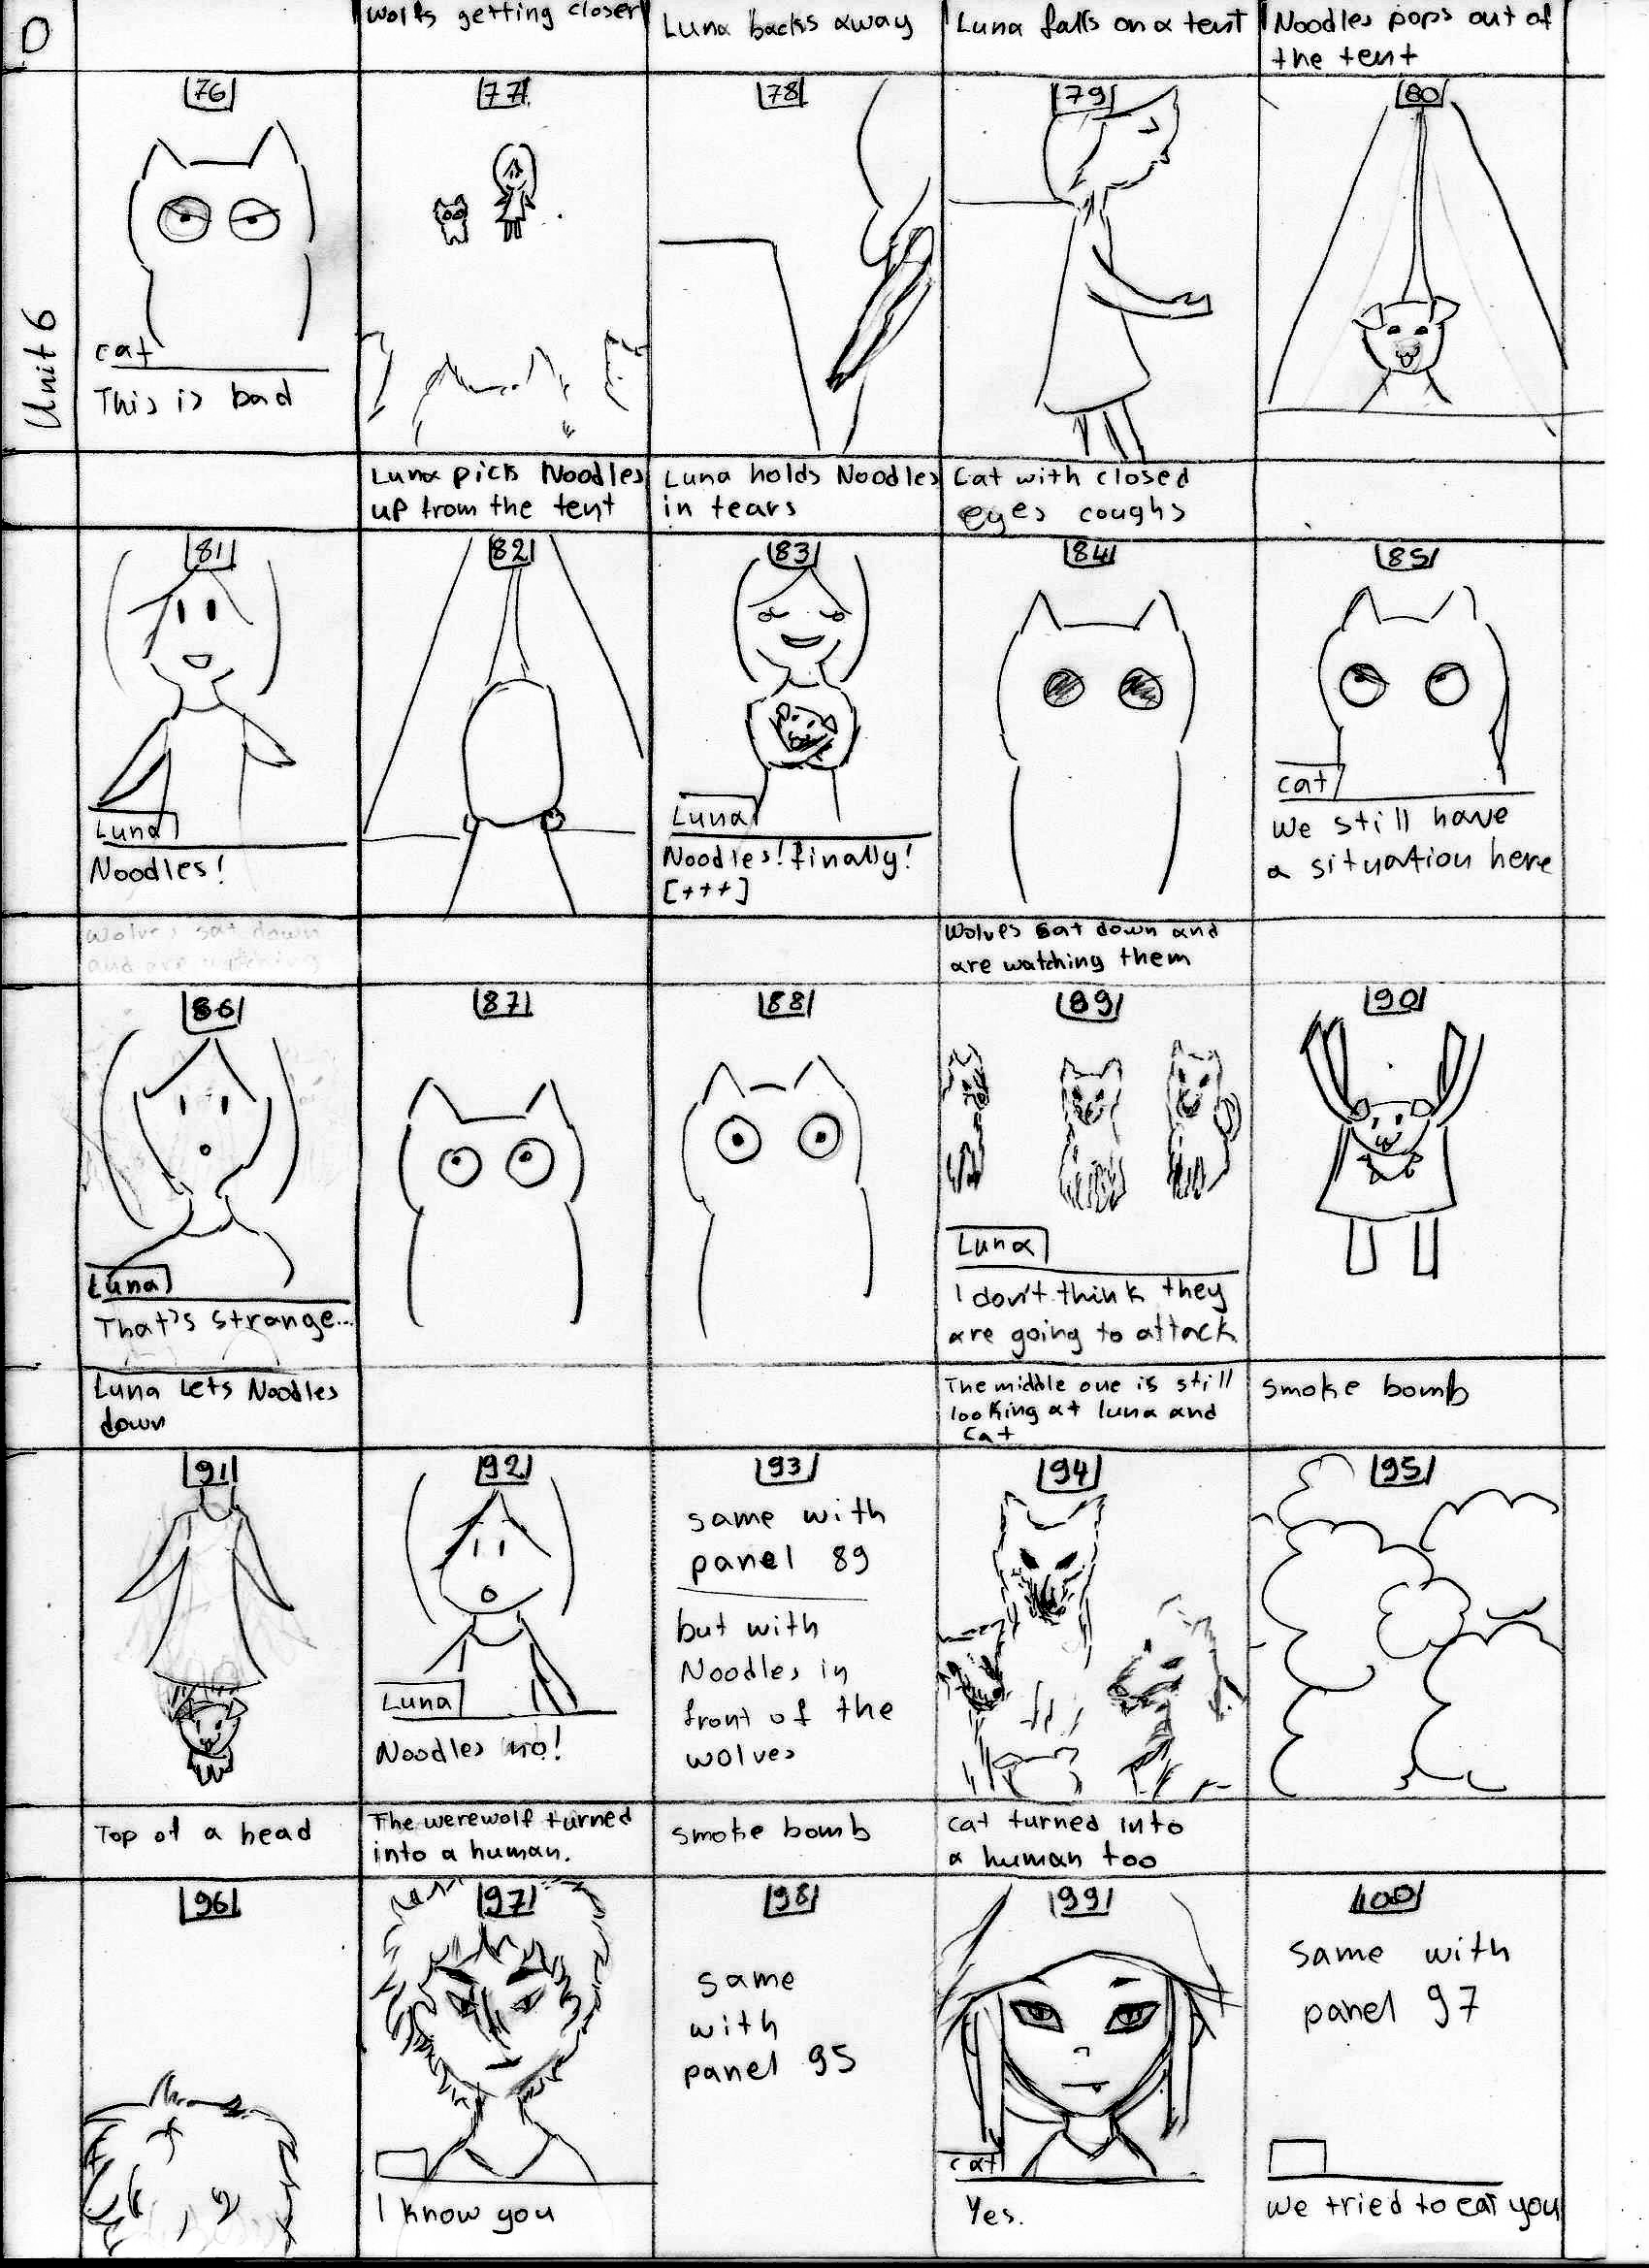 D
Wolfs getting closer
Luna backs away
Luna falls on a tent
Noodles pops out of
the tent
Unit 6
76
cat
This is bad
77
78
79
80
Luna picks Noodles
up from the tent
Luna holds Noodles
in tears
Cat with closed
eyes coughs
81
Luna
Noodles!
82
83
Luna
Noodles! finally!
[+++]
84
85
cat
We still have
a situation here
wolves sat down
and are
Wolves sat down and
are watching them
86
Luna
That's strange...
87
88
89
Luna
I don't think they
are going to attack
90
Luna Lets Noodles
down
The middle one is still
looking at luna and
cat
smoke bomb
91
92
Luna
Noodles no!
93
same with
panel 89
but with
Noodles in
front of the
wolves
94
95
Top of a head
The werewolf turned
into a human.
smoke bomb
cat turned into
a human too
96
97
I know you
98
same
with
panel 95
99
cat
Yes.
100
same with
panel 97
we tried to eat you